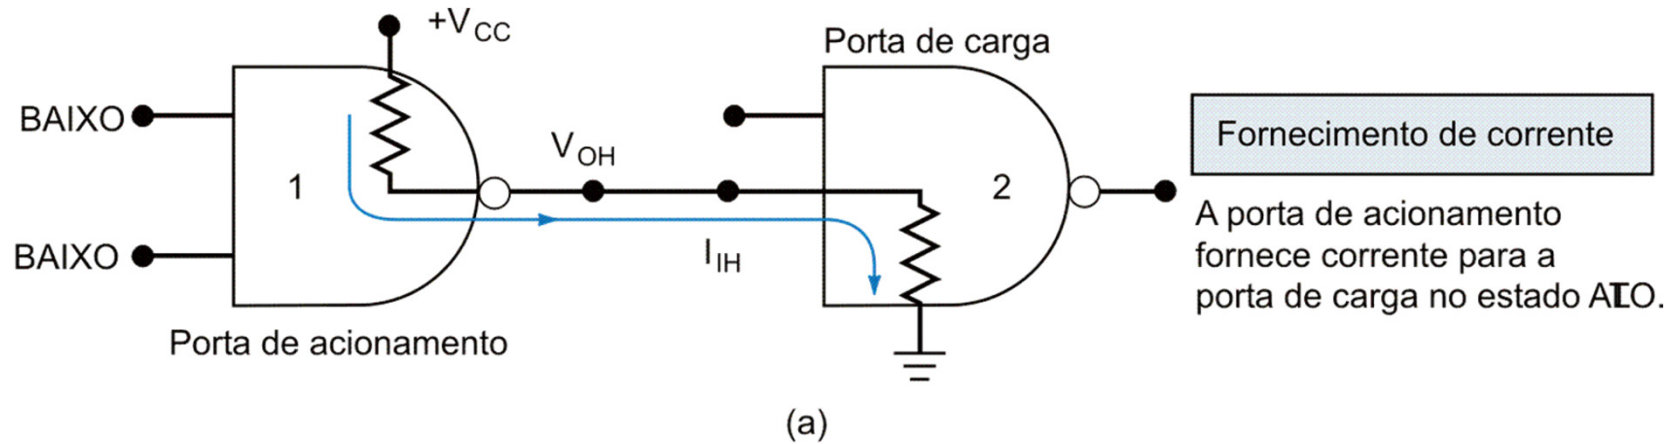 +VCC
Porta de carga
BAIXO
VOH
Fornecimento de corrente
1
2
A porta de acionamento
BAIXO
IIH
fornece corrente para a
porta de carga no estado ALTO.
Porta de acionamento
(a)